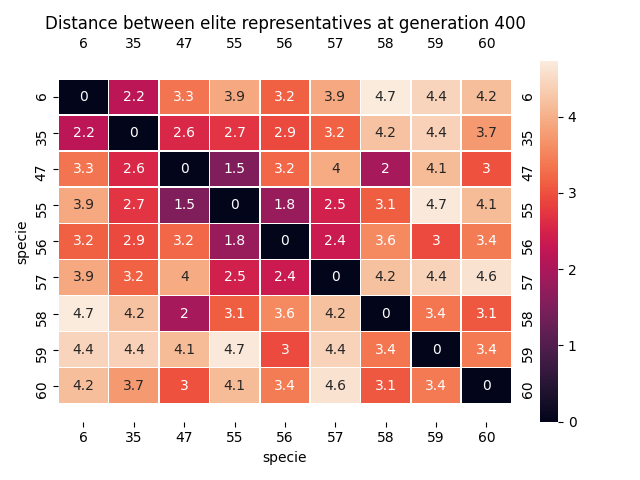 Distance between elite representatives at generation 400
6 35 47 55 56 57 58 59 60
6 0 2.2 3.3 3.9 3.2 3.9 4.7 4.4 4.2 6
35 2.2 0 2.6 2.7 2.9 3.2 4.2 4.4 3.7 35
47 3.3 2.6 0 1.5 3.2 4 2 4.1 3 47
55 3.9 2.7 1.5 0 1.8 2.5 3.1 4.7 4.1 55
56 3.2 2.9 3.2 1.8 0 2.4 3.6 3 3.4 56
57 3.9 3.2 4 2.5 2.4 0 4.2 4.4 4.6 57
58 4.7 4.2 2 3.1 3.6 4.2 0 3.4 3.1 58
59 4.4 4.4 4.1 4.7 3 4.4 3.4 0 3.4 59
60 4.2 3.7 3 4.1 3.4 4.6 3.1 3.4 0 60
6 35 47 55 56 57 58 59 60
specie
specie
4
3
2
1
0